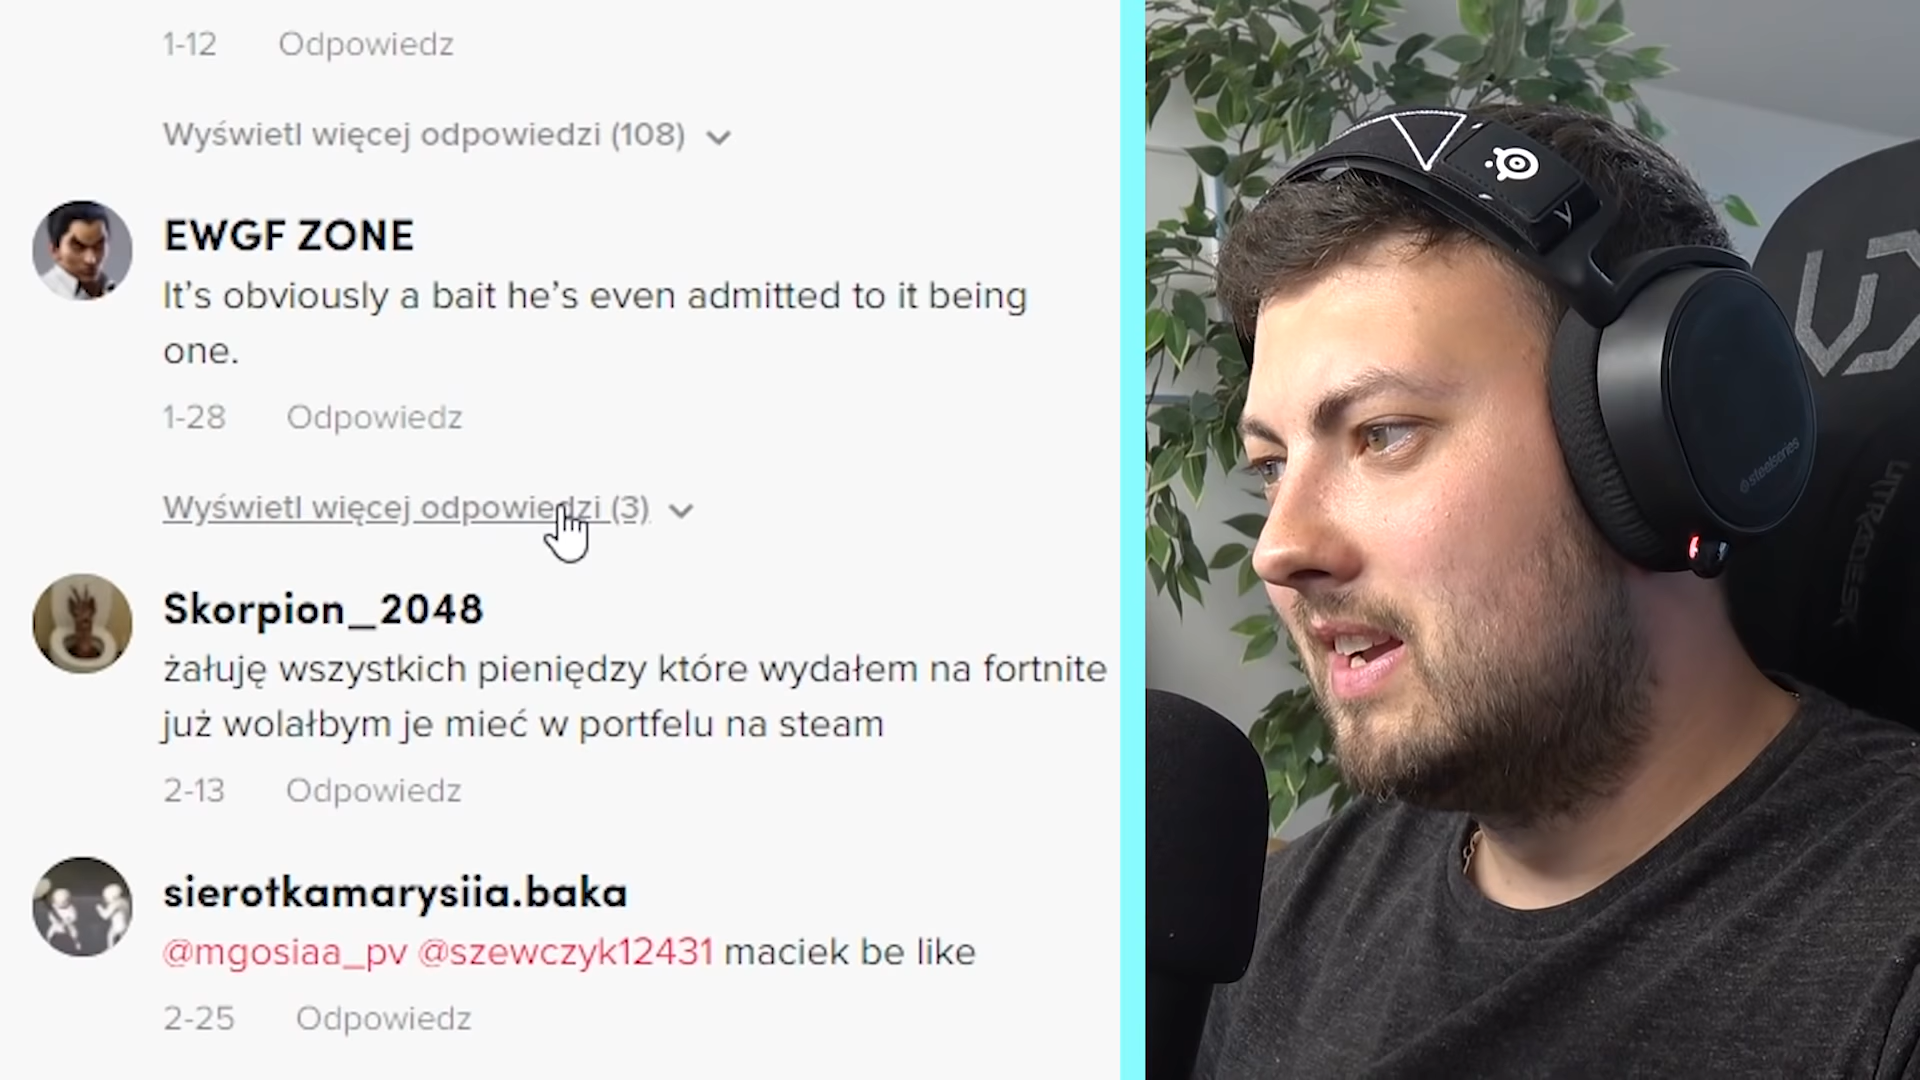 1-12 Odpowiedz
Wyświetl więcej odpowiedzi (108)
EWGF ZONE
It's obviously a bait he's even admitted to it being
one.
1-28 Odpowiedz
Wyświetl więcej odpowiedzi (3)
Skorpion_2048
żałuję wszystkich pieniędzy które wydałem na fortnite
już wolałbym je mieć w portfelu na steam
2-13 Odpowiedz
sierotkamarysiia.baka
@mgosiaa_pv @szewczyk12431 maciek be like
2-25 Odpowiedz
steelseries
ULTRADESK